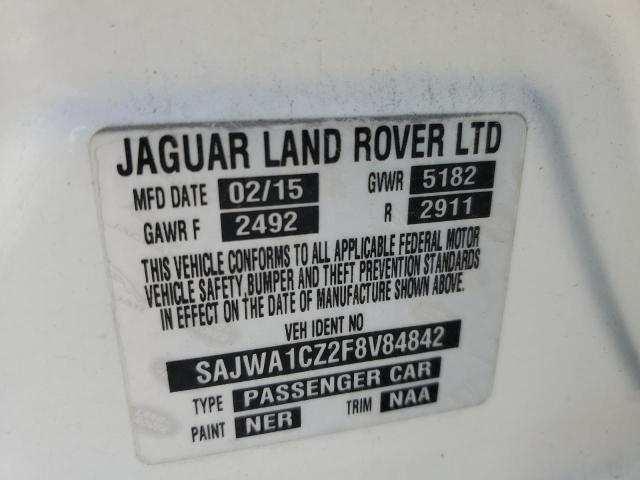 JAGUAR LAND ROVER LTD
MFD DATE 02/15 GVWR 5182
GAWR F 2492 R 2911
THIS VEHICLE CONFORMS TO ALL APPLICABLE FEDERAL MOTOR
VEHICLE SAFETY, BUMPER AND THEFT PREVENTION STANDARDS
IN EFFECT ON THE DATE OF MANUFACTURE SHOWN ABOVE.
VEH IDENT NO
SAJWA1CZ2F8V84842
TYPE PASSENGER CAR
PAINT NER TRIM NAA